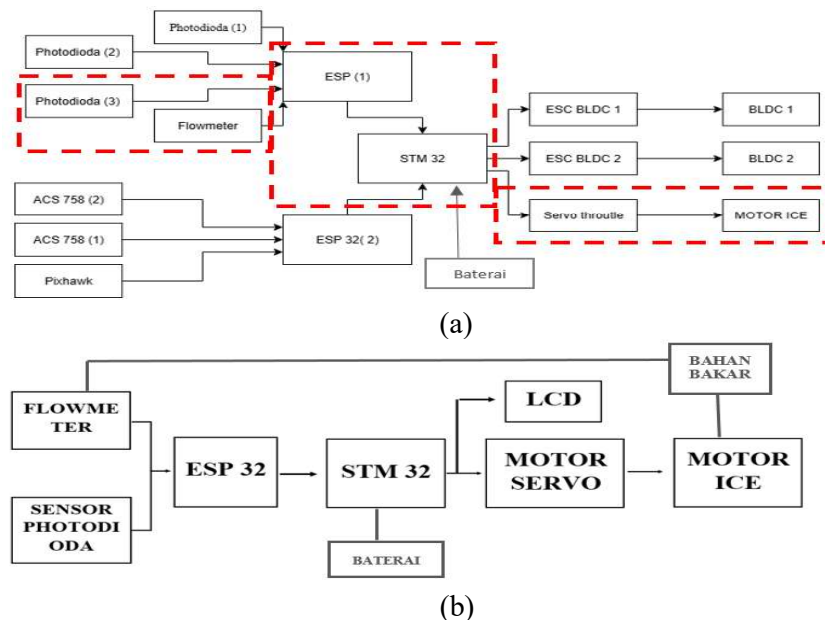 Photodioda (1)
Photodioda (2)
Photodioda (3)
Flowmeter
ESP (1)
STM 32
ACS 758 (2)
ACS 758 (1)
Pixhawk
ESP 32( 2)
Baterai
ESC BLDC 1
BLDC 1
ESC BLDC 2
BLDC 2
Servo throutle
MOTOR ICE
(a)
BAHAN
BAKAR
FLOWME
TER
SENSOR
PHOTODI
ODA
ESP 32
STM 32
BATERAI
LCD
MOTOR
SERVO
MOTOR
ICE
(b)